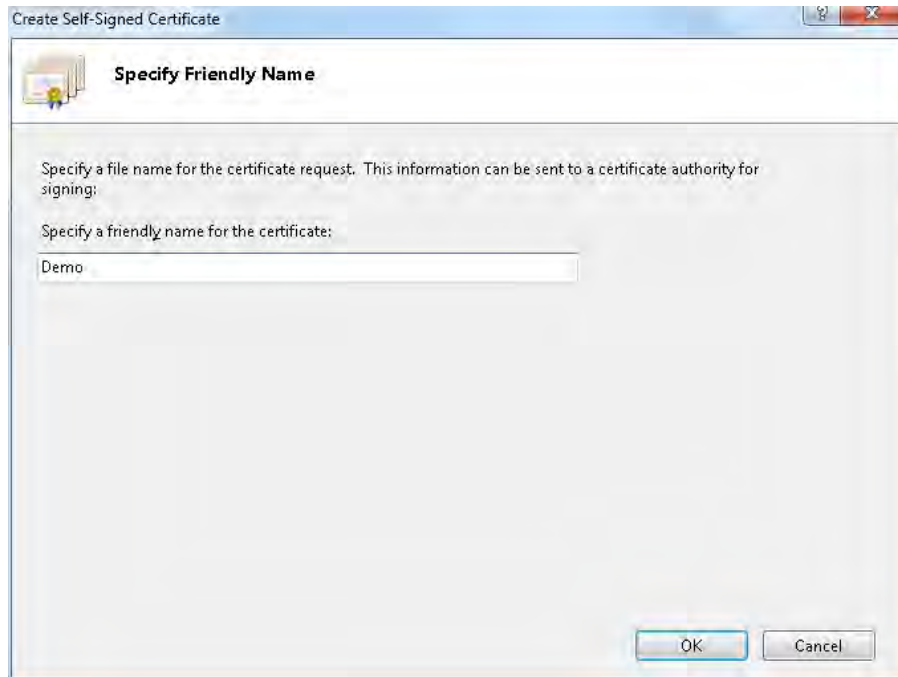 Create Self-Signed Certificate
Specify Friendly Name
Specify a file name for the certificate request. This information can be sent to a certificate authority for
signing:
Specify a friendly name for the certificate:
Demo
OK
Cancel